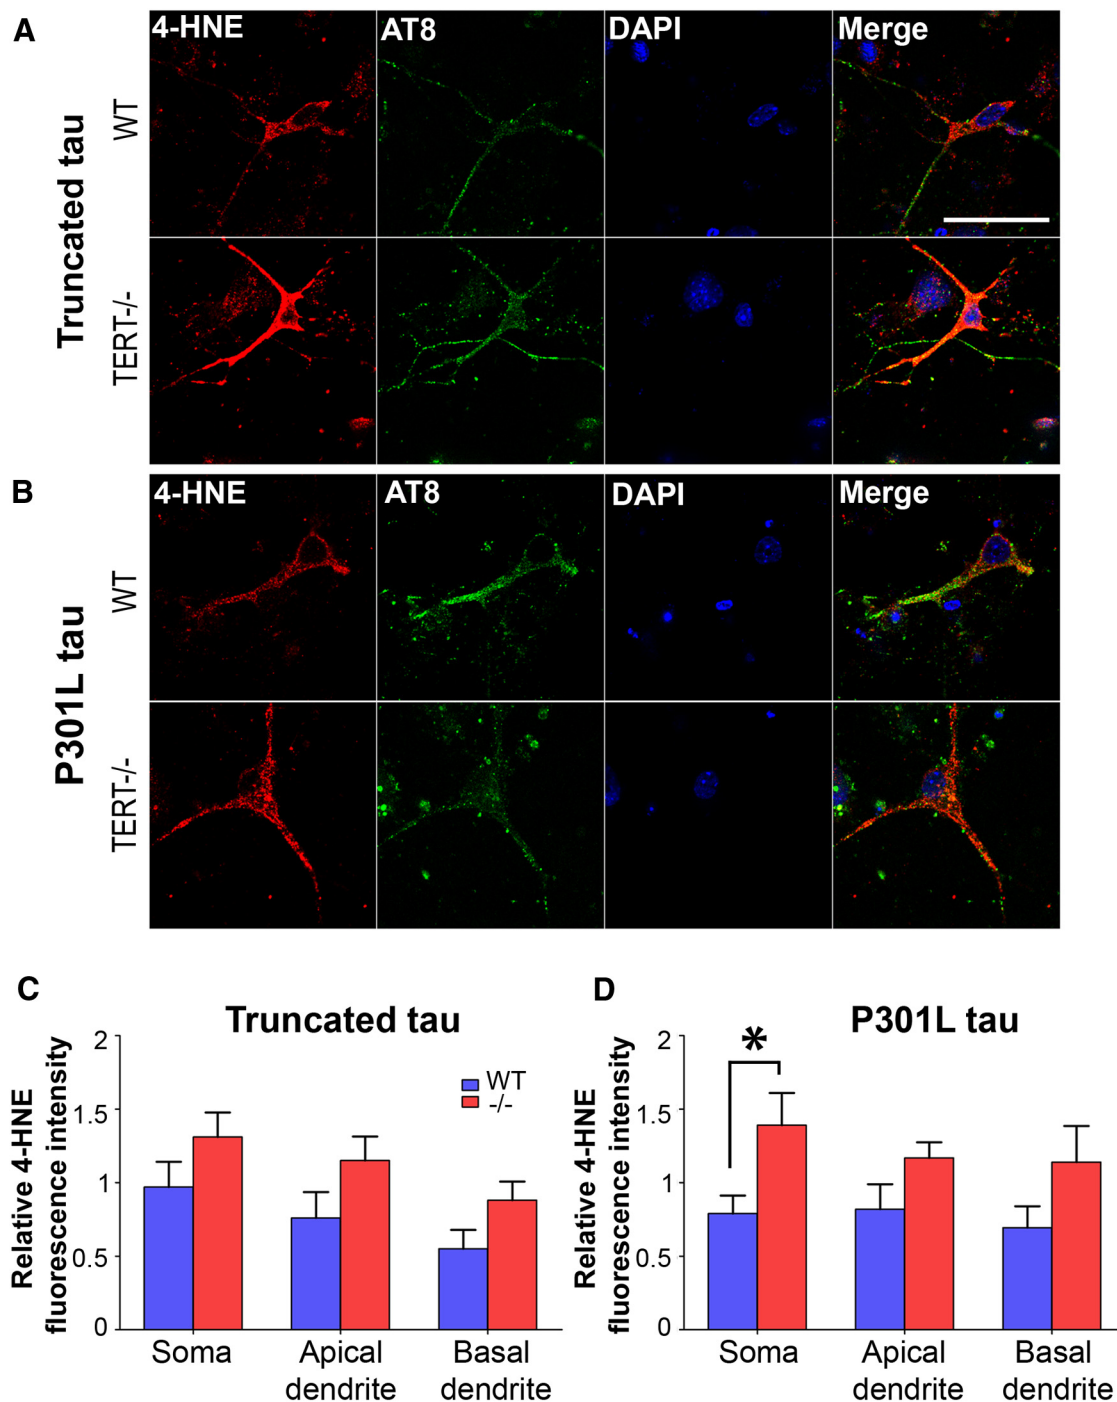 A
4-HNE AT8 DAPI Merge
Truncated tau
WT
TERT-/-
B
4-HNE AT8 DAPI Merge
P301L tau
WT
TERT-/-
C
Truncated tau
Relative 4-HNE
fluorescence intensity
2
1.5
1
0.5
0
WT
-/-
Soma Apical Basal
dendrite dendrite
D
P301L tau
Relative 4-HNE
fluorescence intensity
2
1.5
1
0.5
0
*
Soma Apical Basal
dendrite dendrite